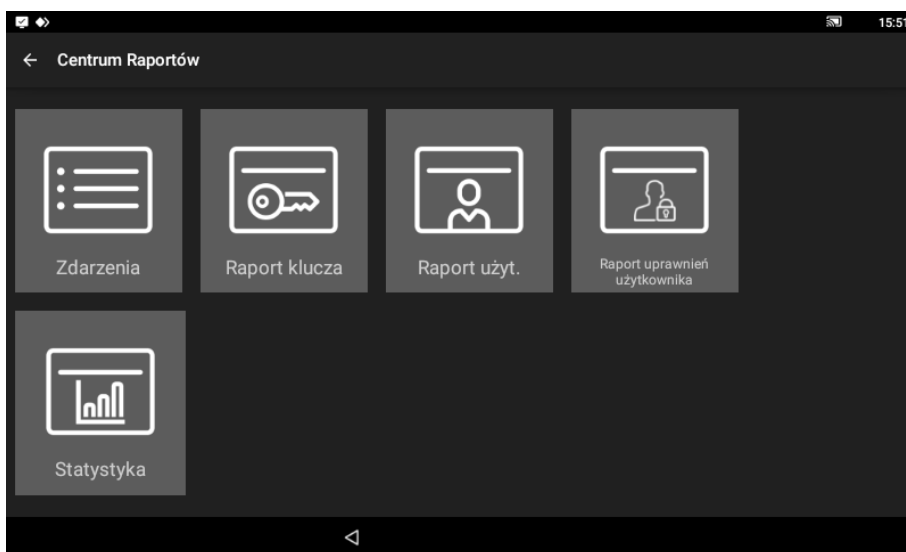 15:51
Centrum Raportów
Zdarzenia
Raport klucza
Raport użyt.
Raport uprawnień
użytkownika
Statystyka